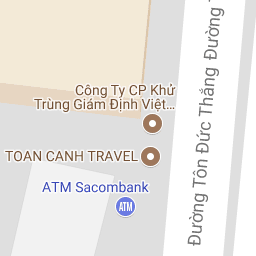 Công Ty CP Khử
Trùng Giám Định Việt...
TOAN CANH TRAVEL
ATM Sacombank
ATM
Đường Tôn Đức Thắng
Đường